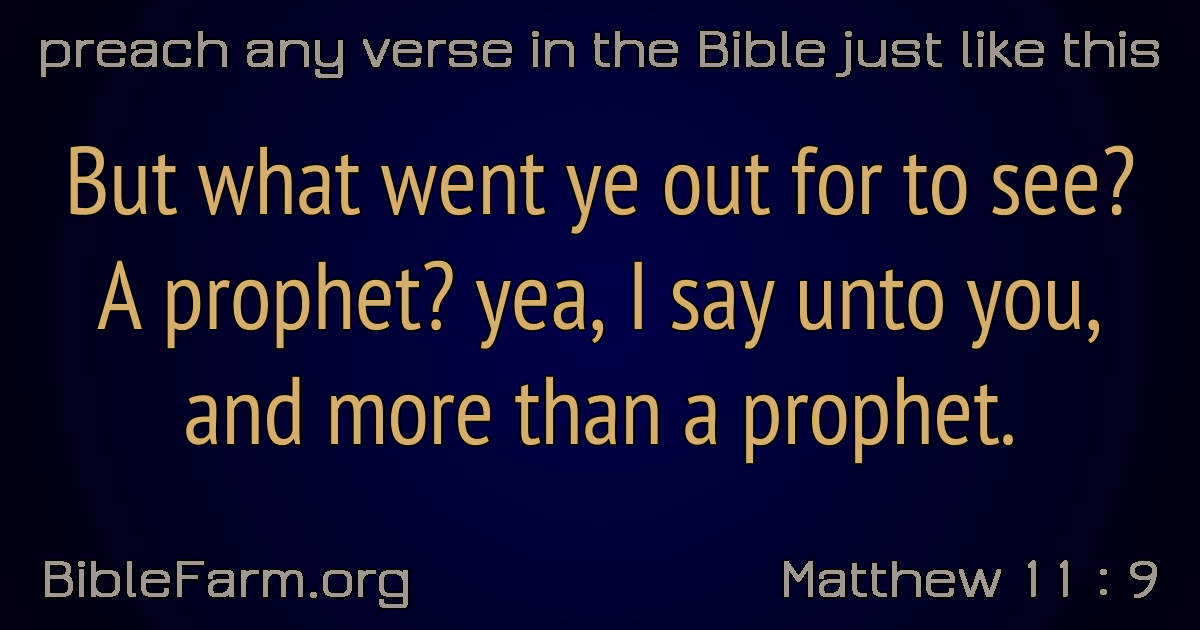 preach any verse in the Bible just like this
But what went ye out for to see?
A prophet? yea, I say unto you,
and more than a prophet.
BibleFarm.org
Matthew 11 : 9